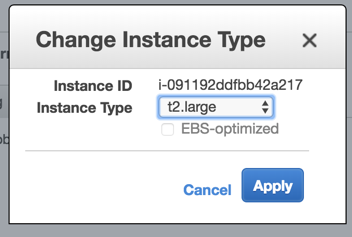 Change Instance Type
Instance ID i-091192ddfbb42a217
Instance Type t2.large
EBS-optimized
Cancel Apply